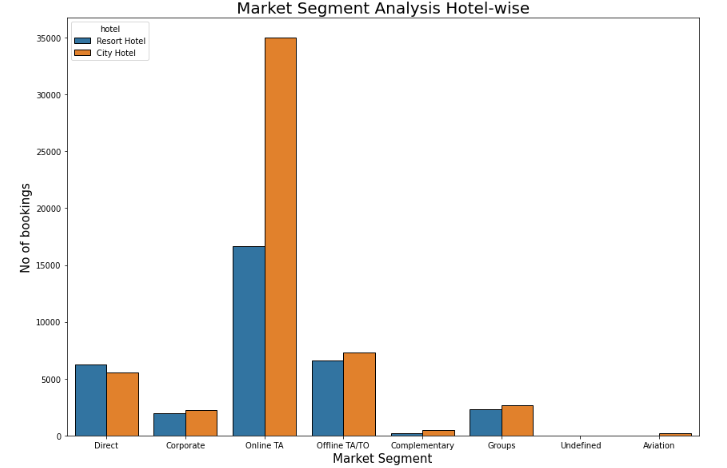 Market Segment Analysis Hotel-wise
hotel
Resort Hotel
City Hotel
35000
30000
25000
20000
15000
10000
5000
0
No of bookings
Direct Corporate Online TA Offline TA/TO Complementary Groups Undefined Aviation
Market Segment